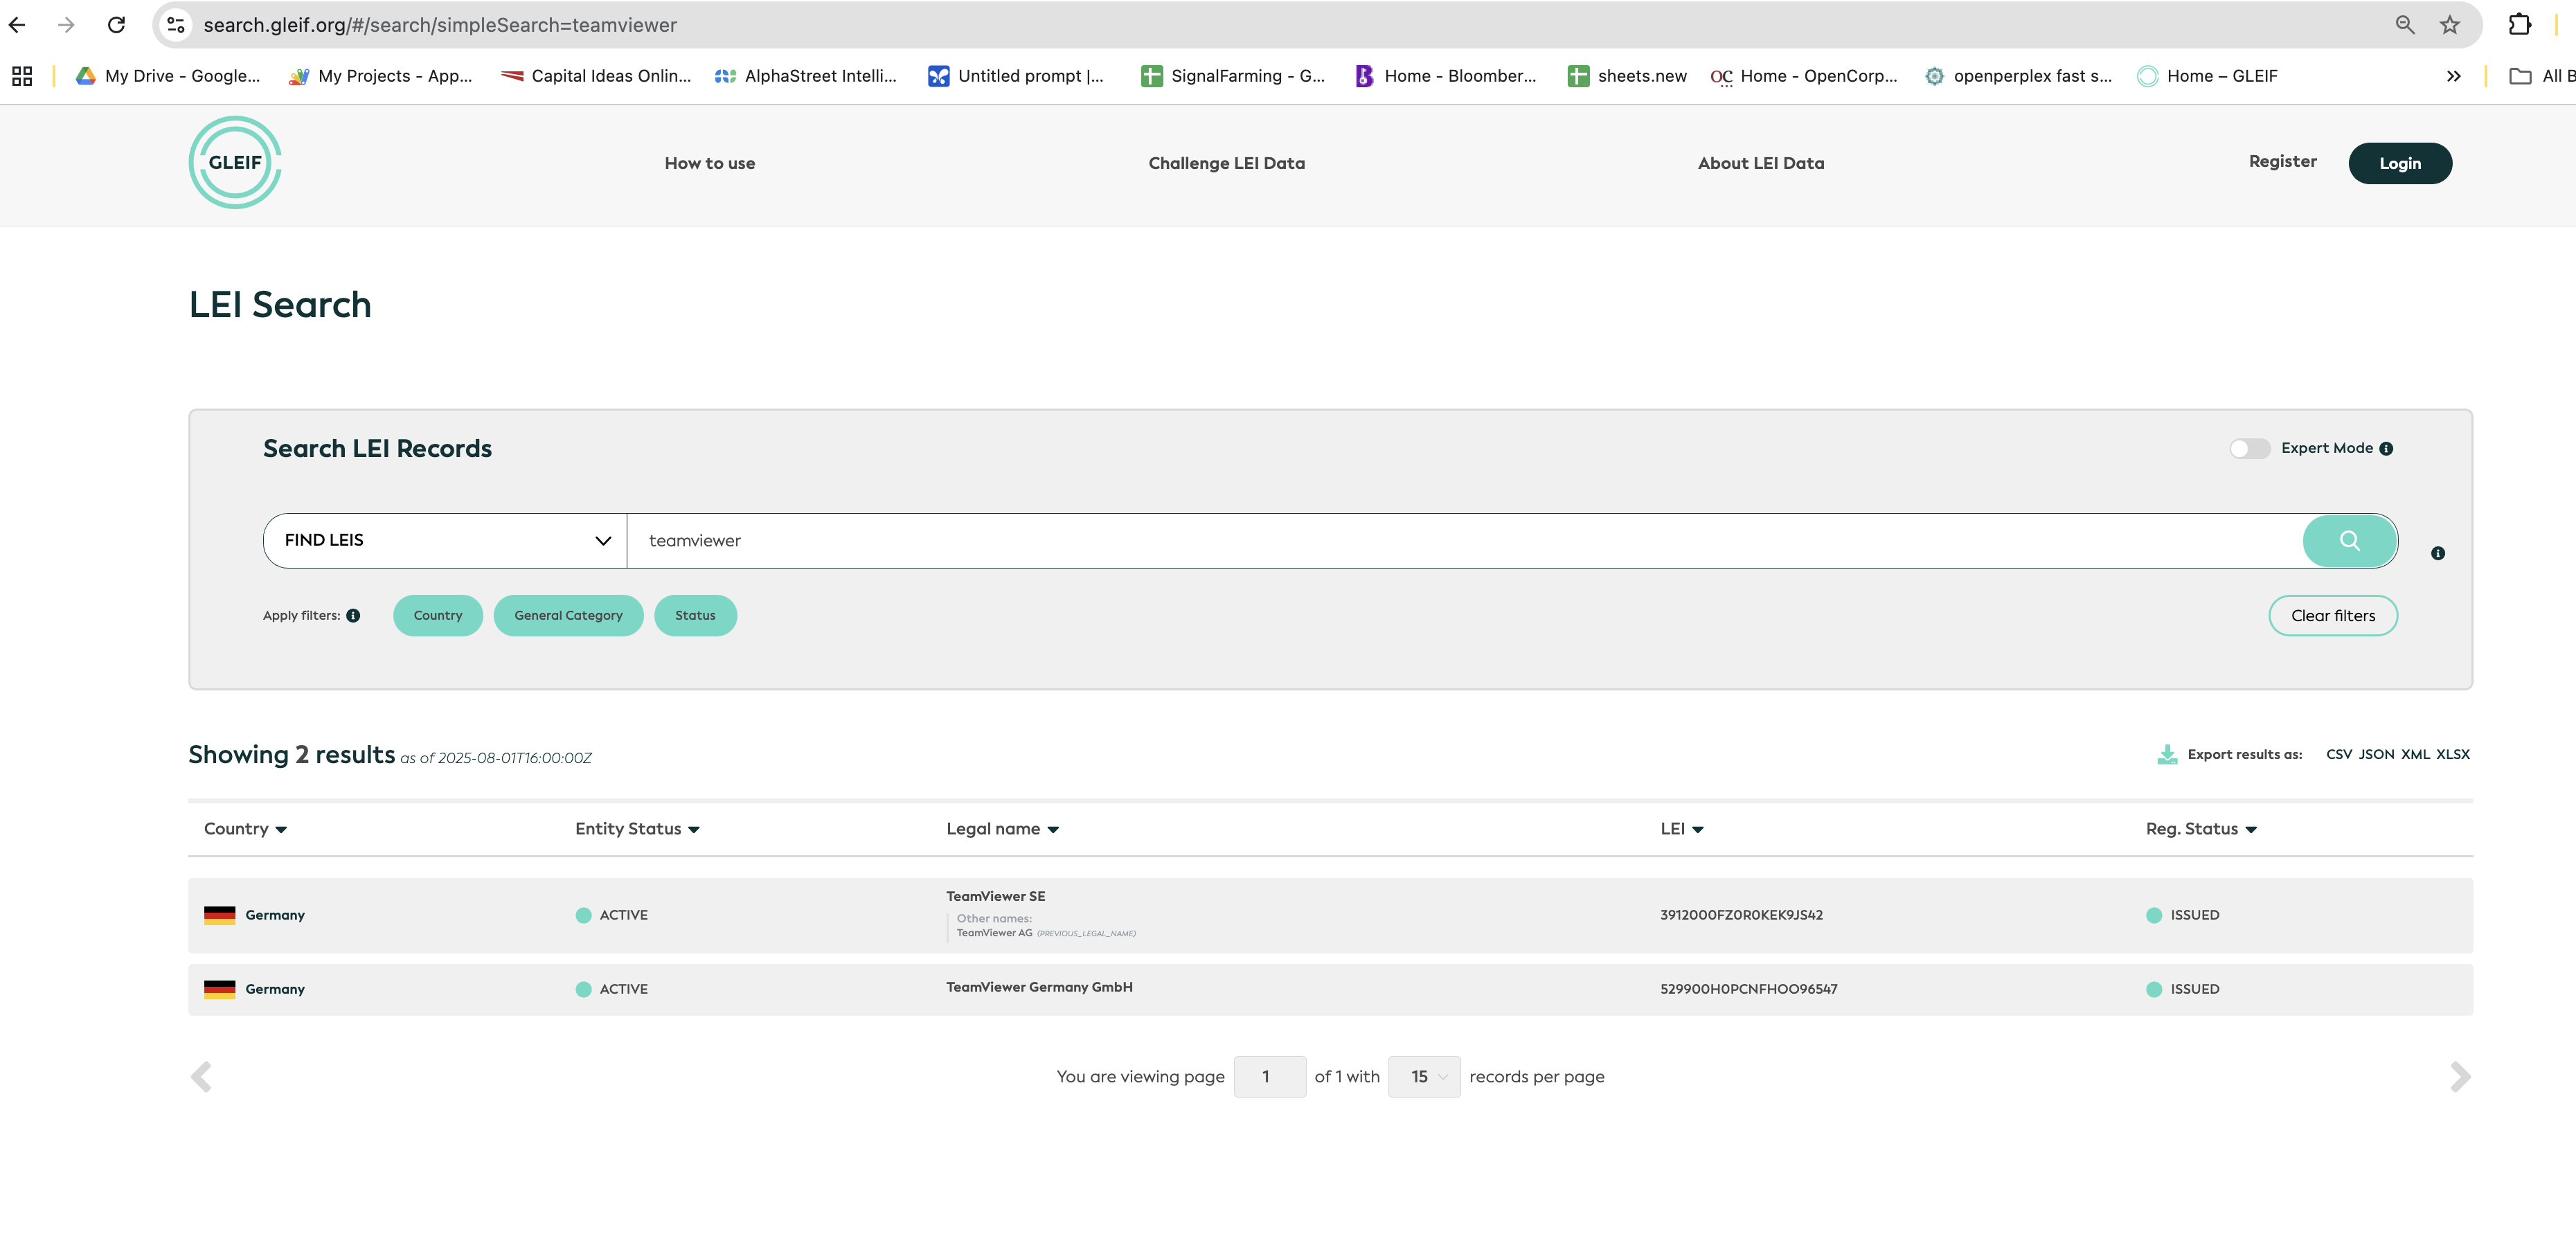 search.gleif.org/#/search/simpleSearch=teamviewer
My Drive - Google... My Projects - App... Capital Ideas Onlin... AlphaStreet Intelli... Untitled prompt |... SignalFarming - G... Home - Bloomber... sheets.new Home - OpenCorp... openperplex fast s... Home – GLEIF » All B
GLEIF How to use Challenge LEI Data About LEI Data Register Login
LEI Search
Search LEI Records Expert Mode
FIND LEIS teamviewer
Apply filters: Country General Category Status Clear filters
Showing 2 results as of 2025-08-01T16:00:00Z Export results as: CSV JSON XML XLSX
Country Entity Status Legal name LEI Reg. Status
Germany ACTIVE TeamViewer SE 3912000FZ0R0KEK9JS42 ISSUED
Other names:
TeamViewer AG (PREVIOUS_LEGAL_NAME)
Germany ACTIVE TeamViewer Germany GmbH 529900H0PCNFHOO96547 ISSUED
You are viewing page 1 of 1 with 15 records per page